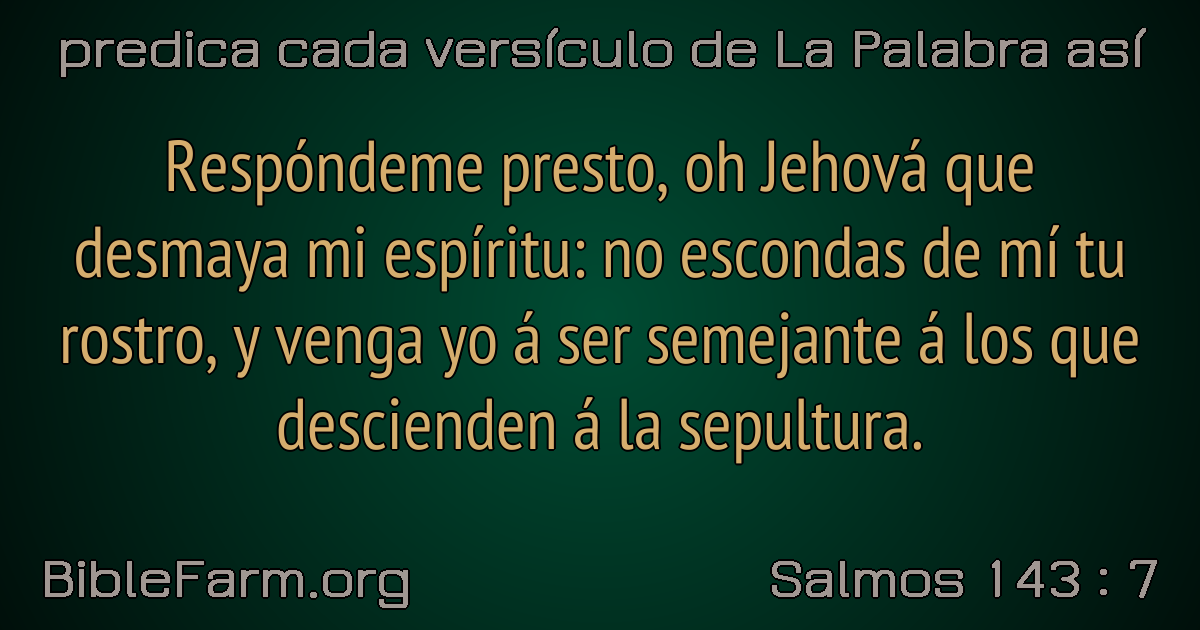 predica cada versículo de La Palabra así
Respóndeme presto, oh Jehová que
desmaya mi espíritu: no escondas de mí tu
rostro, y venga yo á ser semejante á los que
descienden á la sepultura.
BibleFarm.org
Salmos 143 : 7